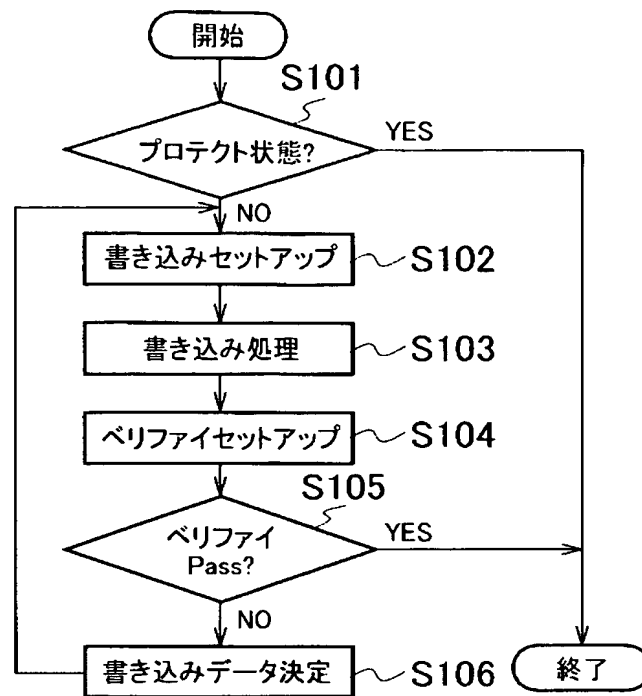 開始
S101
プロテクト状態?
YES
NO
書き込みセットアップ
S102
書き込み処理
S103
ベリファイセットアップ
S104
S105
ベリファイ
Pass?
YES
NO
書き込みデータ決定
S106
終了